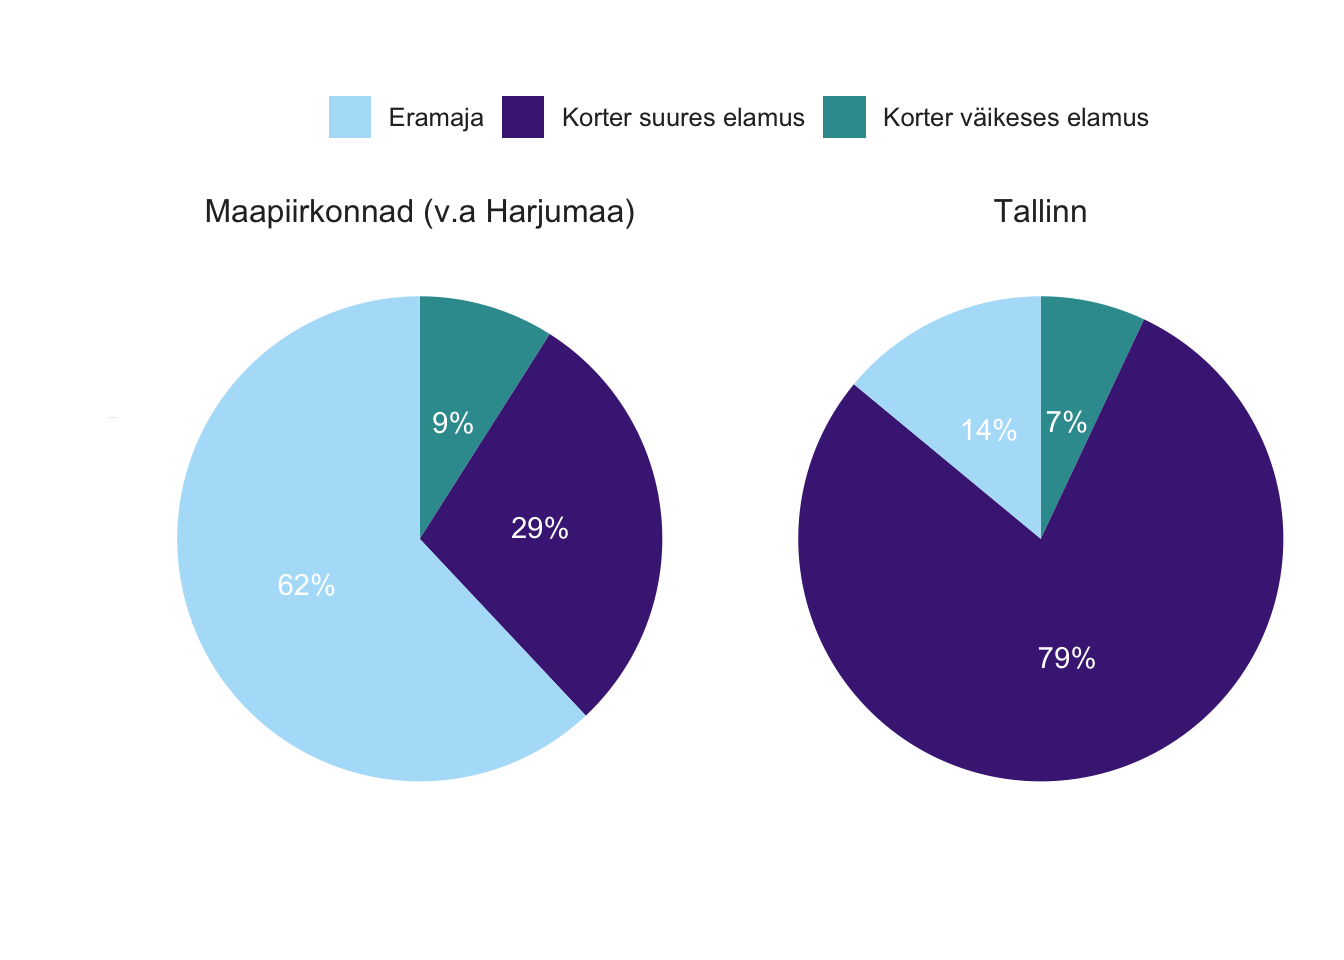 Eramaja Korter suures elamus Korter väikeses elamus
Maapiirkonnad (v.a Harjumaa)
Tallinn
9%
29%
62%
14%
7%
79%